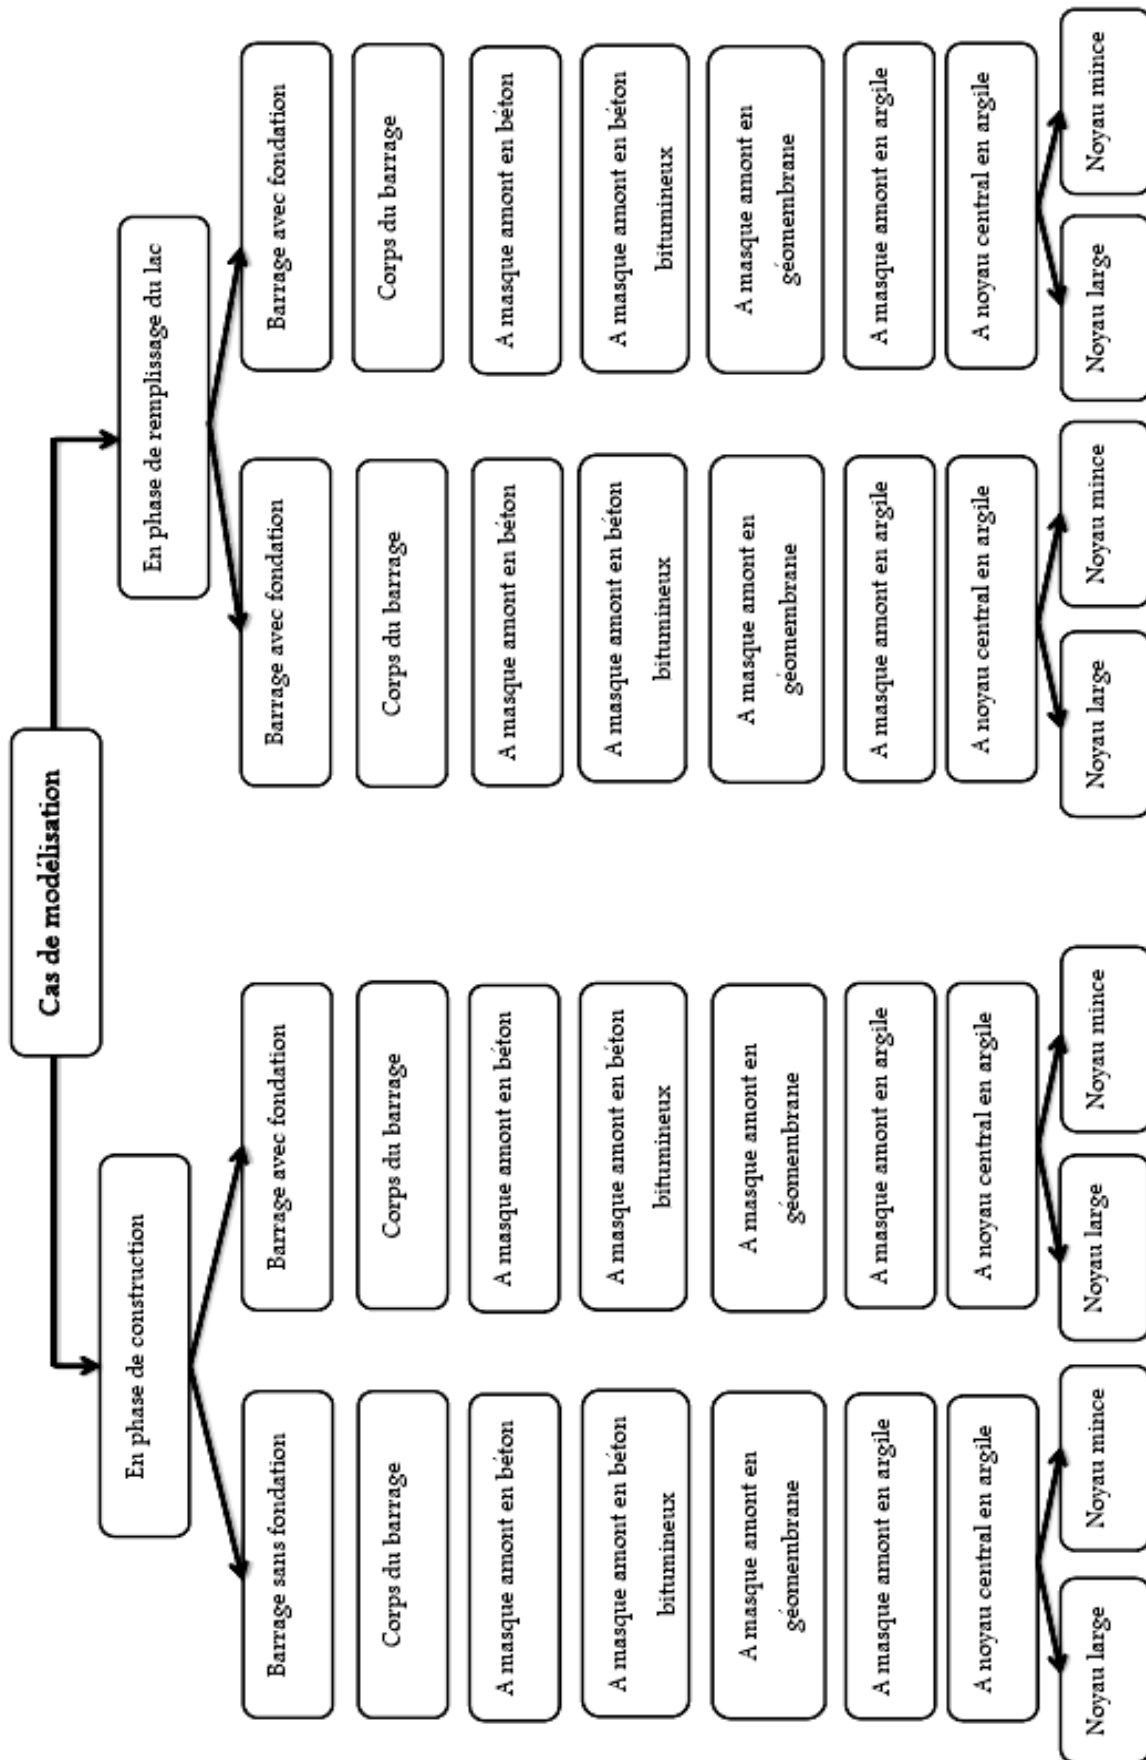 Cas de modélisation
En phase de construction
En phase de remplissage du lac
Barrage sans fondation
Barrage avec fondation
Barrage avec fondation
Barrage avec fondation
Corps du barrage
Corps du barrage
Corps du barrage
Corps du barrage
A masque amont en béton
A masque amont en béton
A masque amont en béton
A masque amont en béton
A masque amont en béton
bitumineux
A masque amont en béton
bitumineux
A masque amont en béton
bitumineux
A masque amont en béton
bitumineux
A masque amont en
géomembrane
A masque amont en
géomembrane
A masque amont en
géomembrane
A masque amont en
géomembrane
A masque amont en argile
A masque amont en argile
A masque amont en argile
A masque amont en argile
A noyau central en argile
A noyau central en argile
A noyau central en argile
A noyau central en argile
Noyau large
Noyau mince
Noyau large
Noyau mince
Noyau large
Noyau mince
Noyau large
Noyau mince